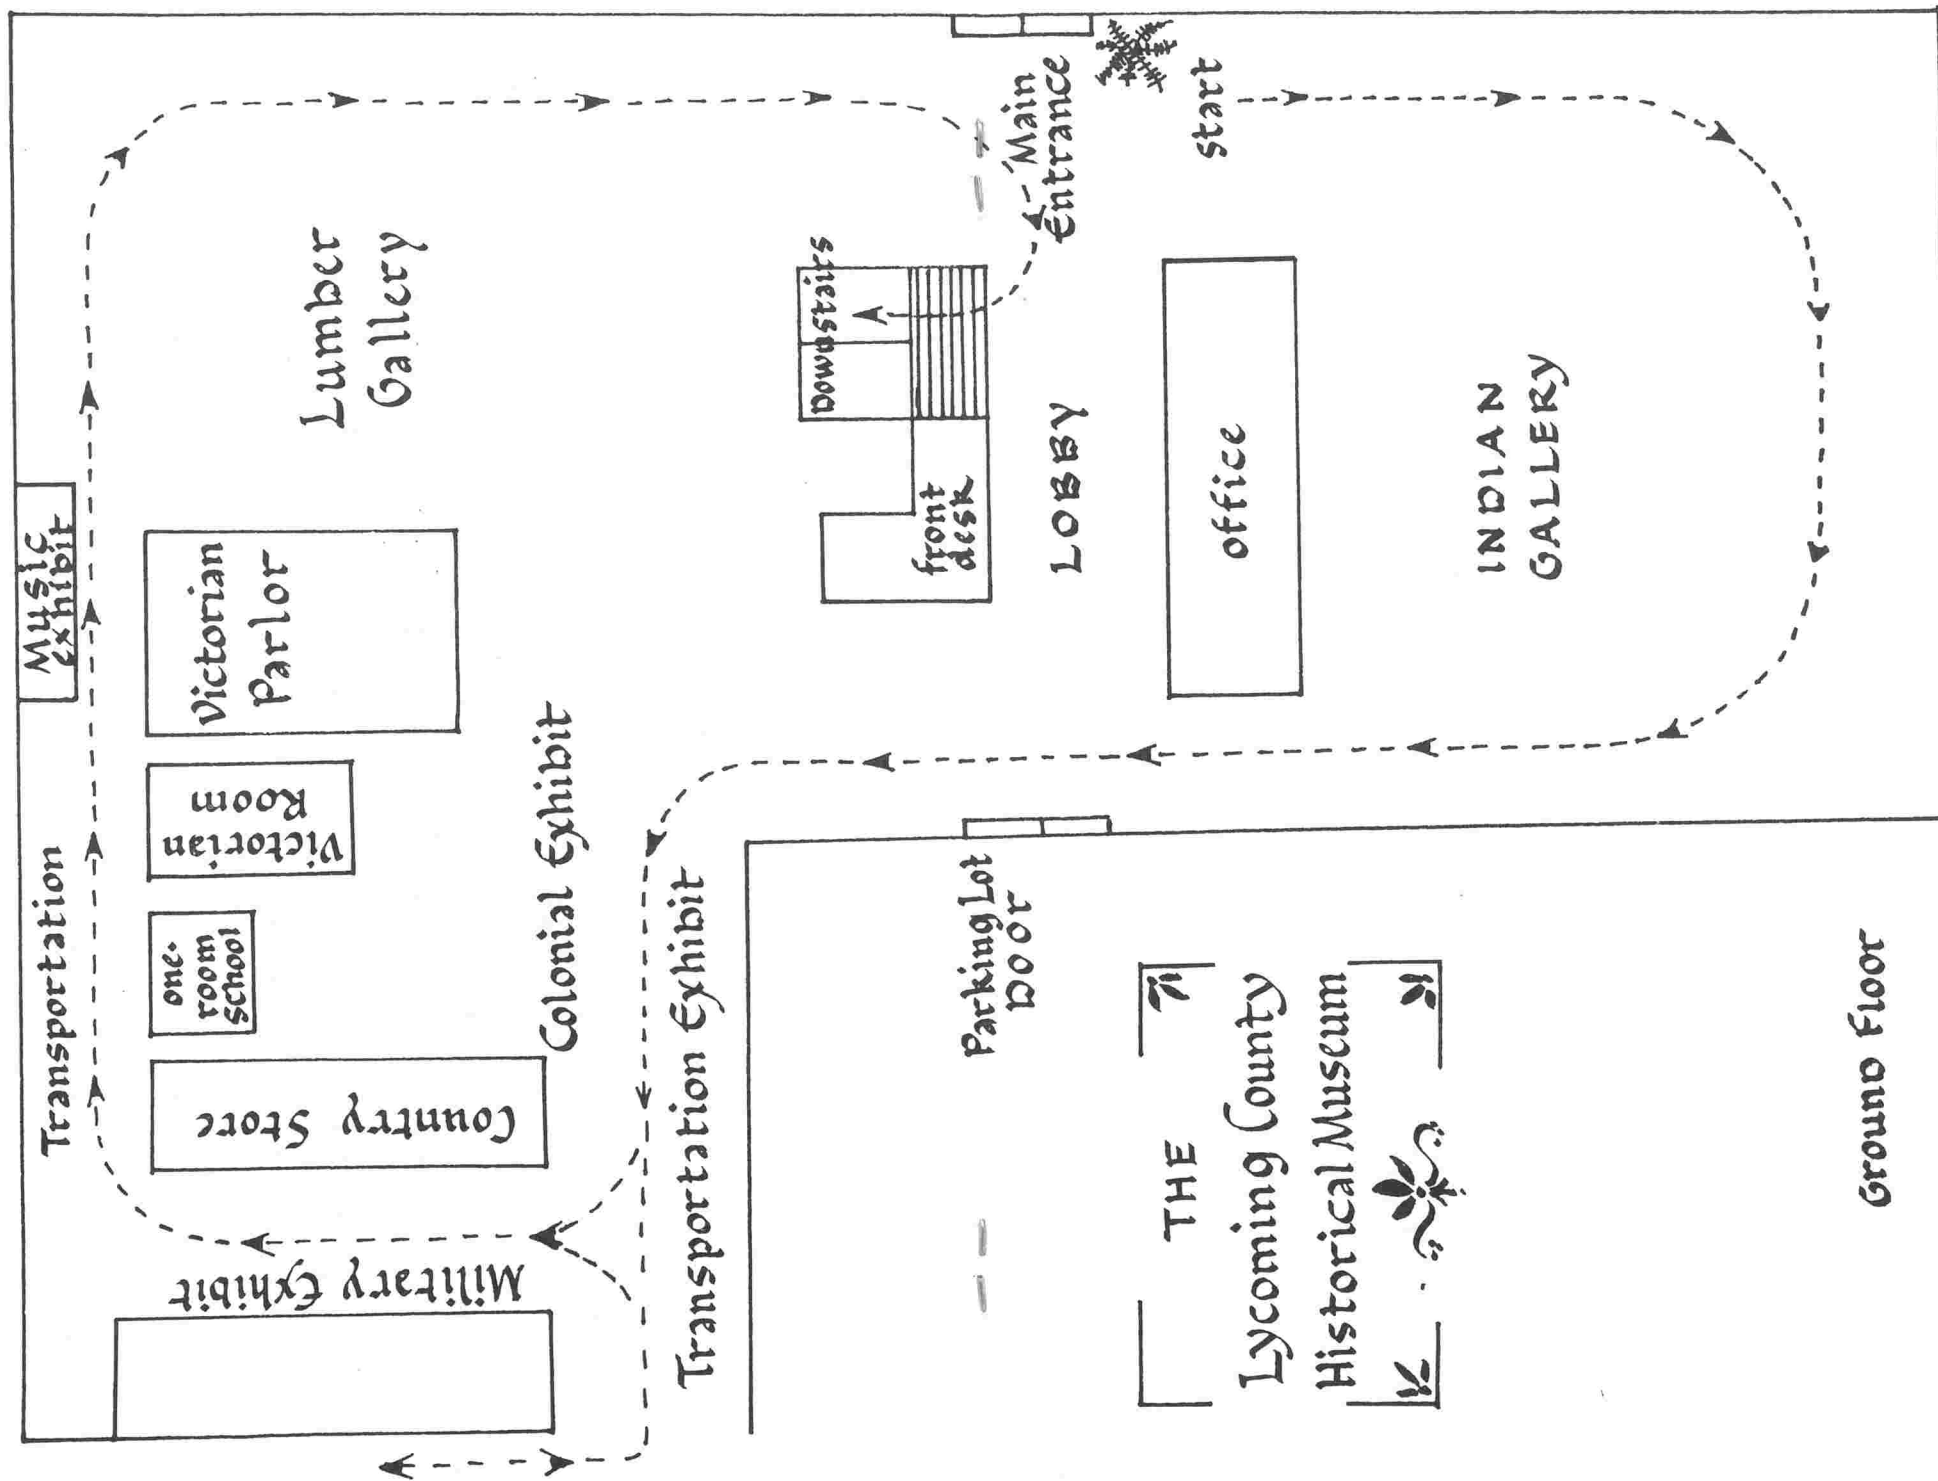 THE
Lycoming County
Historical Museum
Ground Floor
Main
Entrance
start
INDIAN
GALLERY
office
LOBBY
front
desk
Downstairs
Parking Lot
Door
Transportation Exhibit
Colonial Exhibit
Military Exhibit
Country Store
one.
room
School
Victorian
Room
Victorian
Parlor
Transportation
Music
Exhibit
Lumber
Gallery